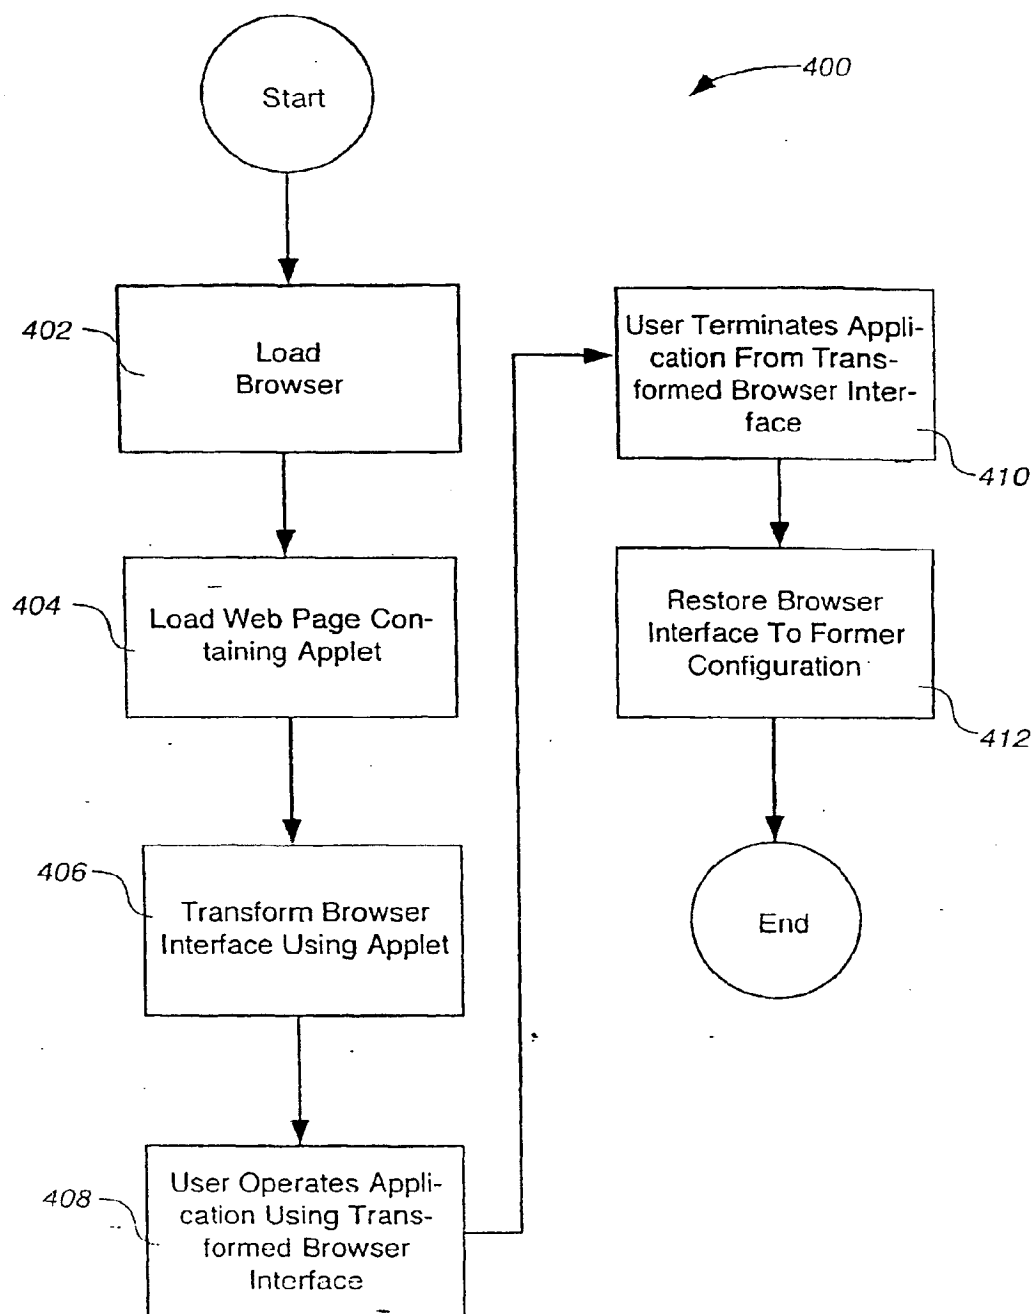 Start
400
402
Load
Browser
404
Load Web Page Con-
taining Applet
406
Transform Browser
Interface Using Applet
408
User Operates Appli-
cation Using Trans-
formed Browser
Interface
User Terminates Appli-
cation From Trans-
formed Browser Inter-
face
410
Restore Browser
Interface To Former
Configuration
412
End